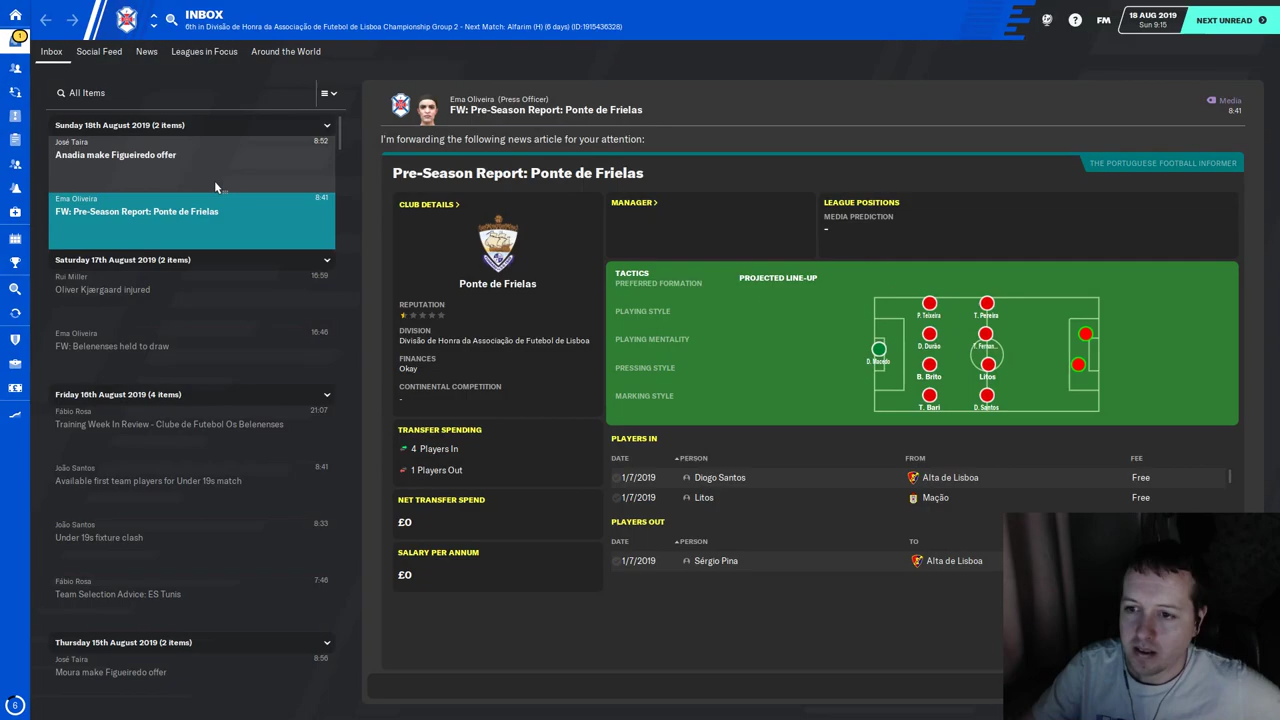 INBOX
6th in Divisão de Honra da Associação de Futebol de Lisboa Championship Group 2 - Next Match: Alfarim (H) (6 days) (ID:1915436328)
FM
18 AUG 2019
Sun 9:15
NEXT UNREAD
1
Inbox
Social Feed
News
Leagues in Focus
Around the World
All Items
Sunday 18th August 2019 (2 items)
José Taira
8:52
Anadia make Figueiredo offer
Ema Oliveira
8:41
FW: Pre-Season Report: Ponte de Frielas
Saturday 17th August 2019 (2 items)
Rui Miller
16:59
Oliver Kjærgaard injured
Ema Oliveira
16:46
FW: Belenenses held to draw
Friday 16th August 2019 (4 items)
Fábio Rosa
21:07
Training Week In Review - Clube de Futebol Os Belenenses
João Santos
8:41
Available first team players for Under 19s match
João Santos
8:33
Under 19s fixture clash
Fábio Rosa
7:46
Team Selection Advice: ES Tunis
Thursday 15th August 2019 (2 items)
José Taira
8:56
Moura make Figueiredo offer
6
Ema Oliveira (Press Officer)
FW: Pre-Season Report: Ponte de Frielas
Media
8:41
I'm forwarding the following news article for your attention:
THE PORTUGUESE FOOTBALL INFORMER
Pre-Season Report: Ponte de Frielas
CLUB DETAILS >
Ponte de Frielas
REPUTATION
DIVISION
Divisão de Honra da Associação de Futebol de Lisboa
FINANCES
Okay
CONTINENTAL COMPETITION
-
TRANSFER SPENDING
4 Players In
1 Players Out
NET TRANSFER SPEND
£0
SALARY PER ANNUM
£0
MANAGER >
LEAGUE POSITIONS
MEDIA PREDICTION
-
TACTICS
PREFERRED FORMATION
PLAYING STYLE
PLAYING MENTALITY
PRESSING STYLE
MARKING STYLE
PROJECTED LINE-UP
P. Teixeira
T. Pereira
D. Durão
T. Fernan...
D. Macedo
B. Brito
Litos
T. Bari
D. Santos
PLAYERS IN
DATE
PERSON
FROM
FEE
1/7/2019
Diogo Santos
Alta de Lisboa
Free
1/7/2019
Litos
Mação
Free
PLAYERS OUT
DATE
PERSON
TO
1/7/2019
Sérgio Pina
Alta de Lisboa